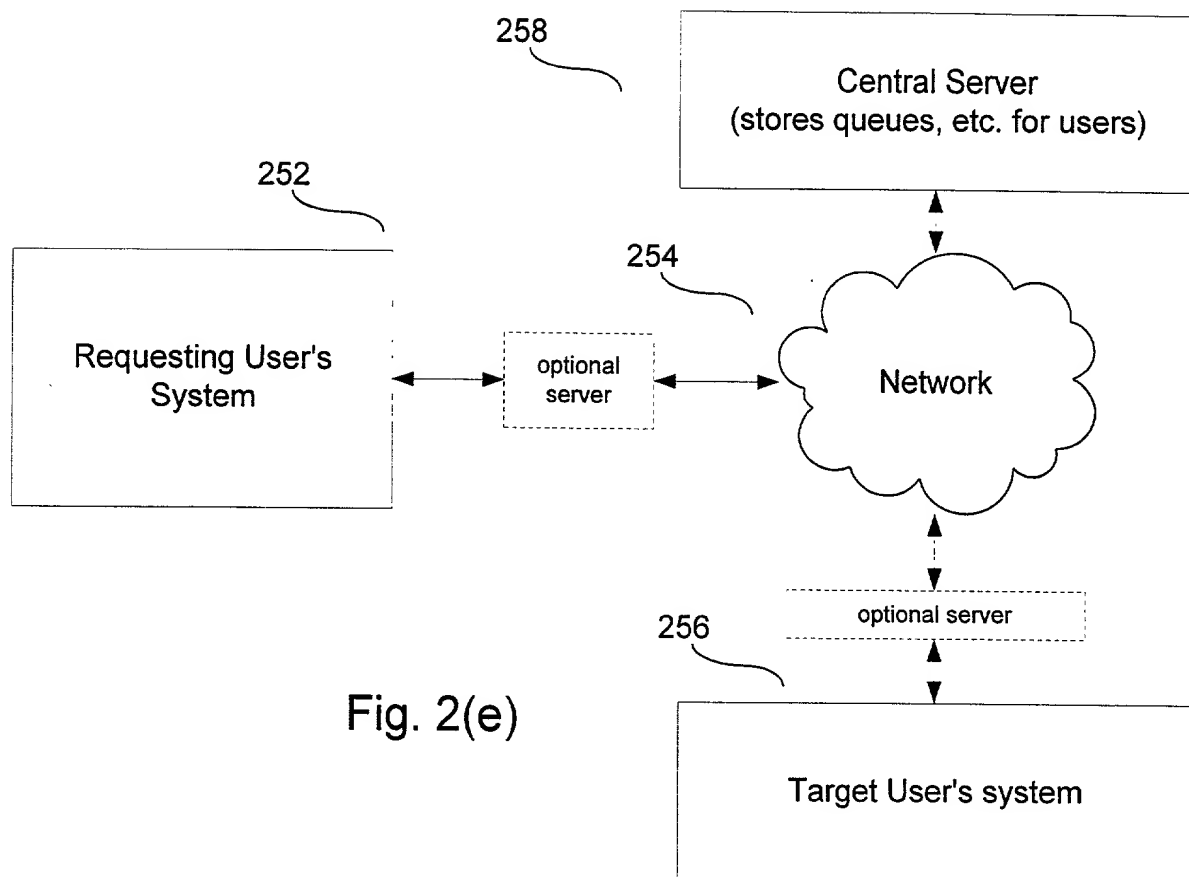 258
Central Server
(stores queues, etc. for users)
252
254
Requesting User's
System
optional
server
Network
optional server
256
Fig. 2(e)
Target User's system